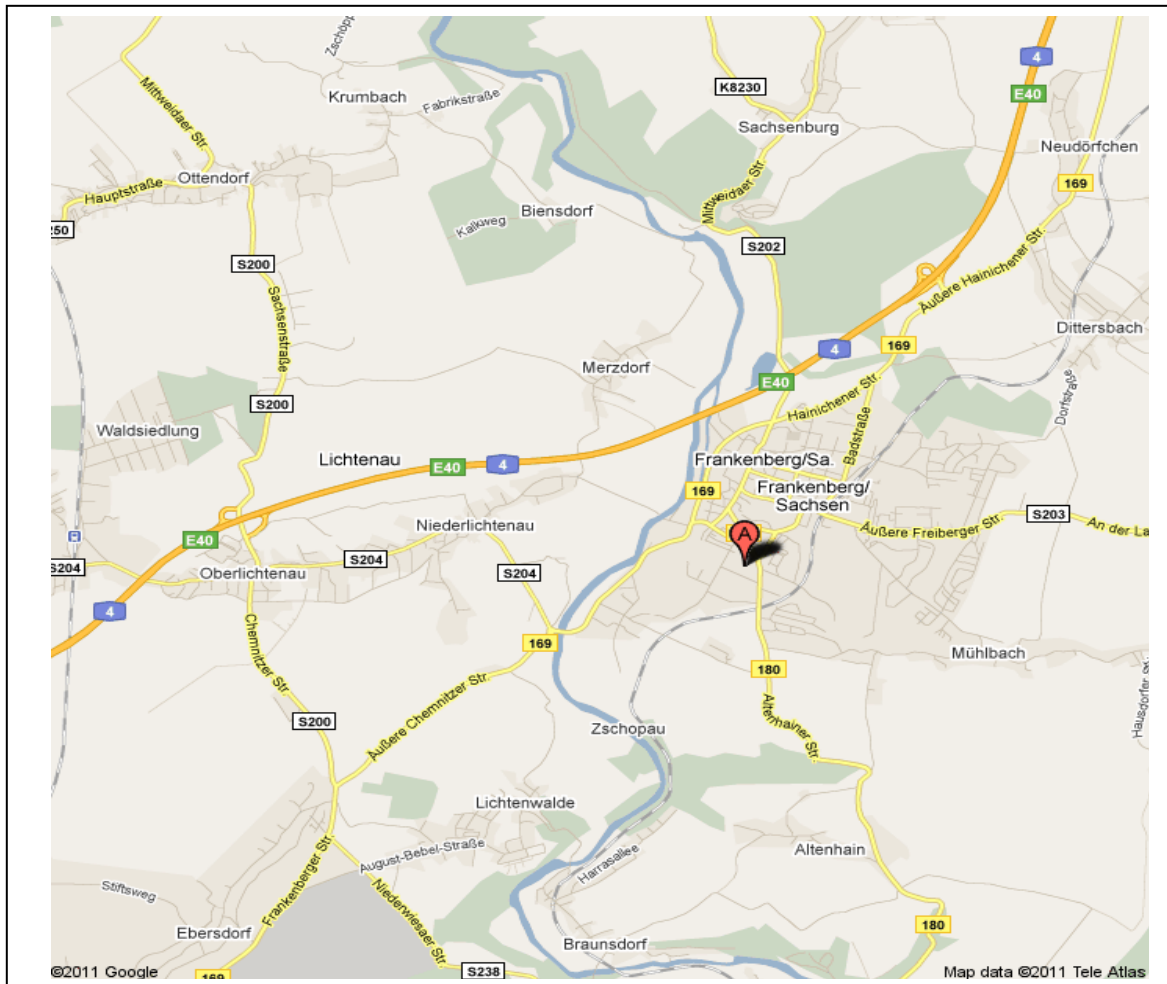 Zschöpp
4
K8230
E40
Krumbach
Fabrikstraße
Mittweidaer Str.
Sachsenburg
Neudörfchen
Ottendorf
169
Hauptstraße
Mittweidaer Str.
Biensdorf
Kalkweg
250
S202
S200
Äußere Hainichener Str.
Sachsenstraße
Dittersbach
169
4
Merzdorf
E40
S200
Hainichener Str.
Dorfstraße
Waldsiedlung
Badstraße
Lichtenau
E40
4
Frankenberg/Sa.
169
Frankenberg/
Sachsen
S203
Niederlichtenau
Äußere Freiberger Str.
An der La
A
E40
S204
S204
Oberlichtenau
S204
4
Chemnitzer Str.
169
Mühlbach
180
Äußere Chemnitzer Str.
Altenhainer Str.
Hausdorfer
S200
Zschopau
Lichtenwalde
August-Bebel-Straße
Harrasallee
Altenhain
Stiftsweg
Frankenberger Str.
Niederwiesaer Str.
Ebersdorf
180
Braunsdorf
S238
169
©2011 Google
Map data ©2011 Tele Atlas